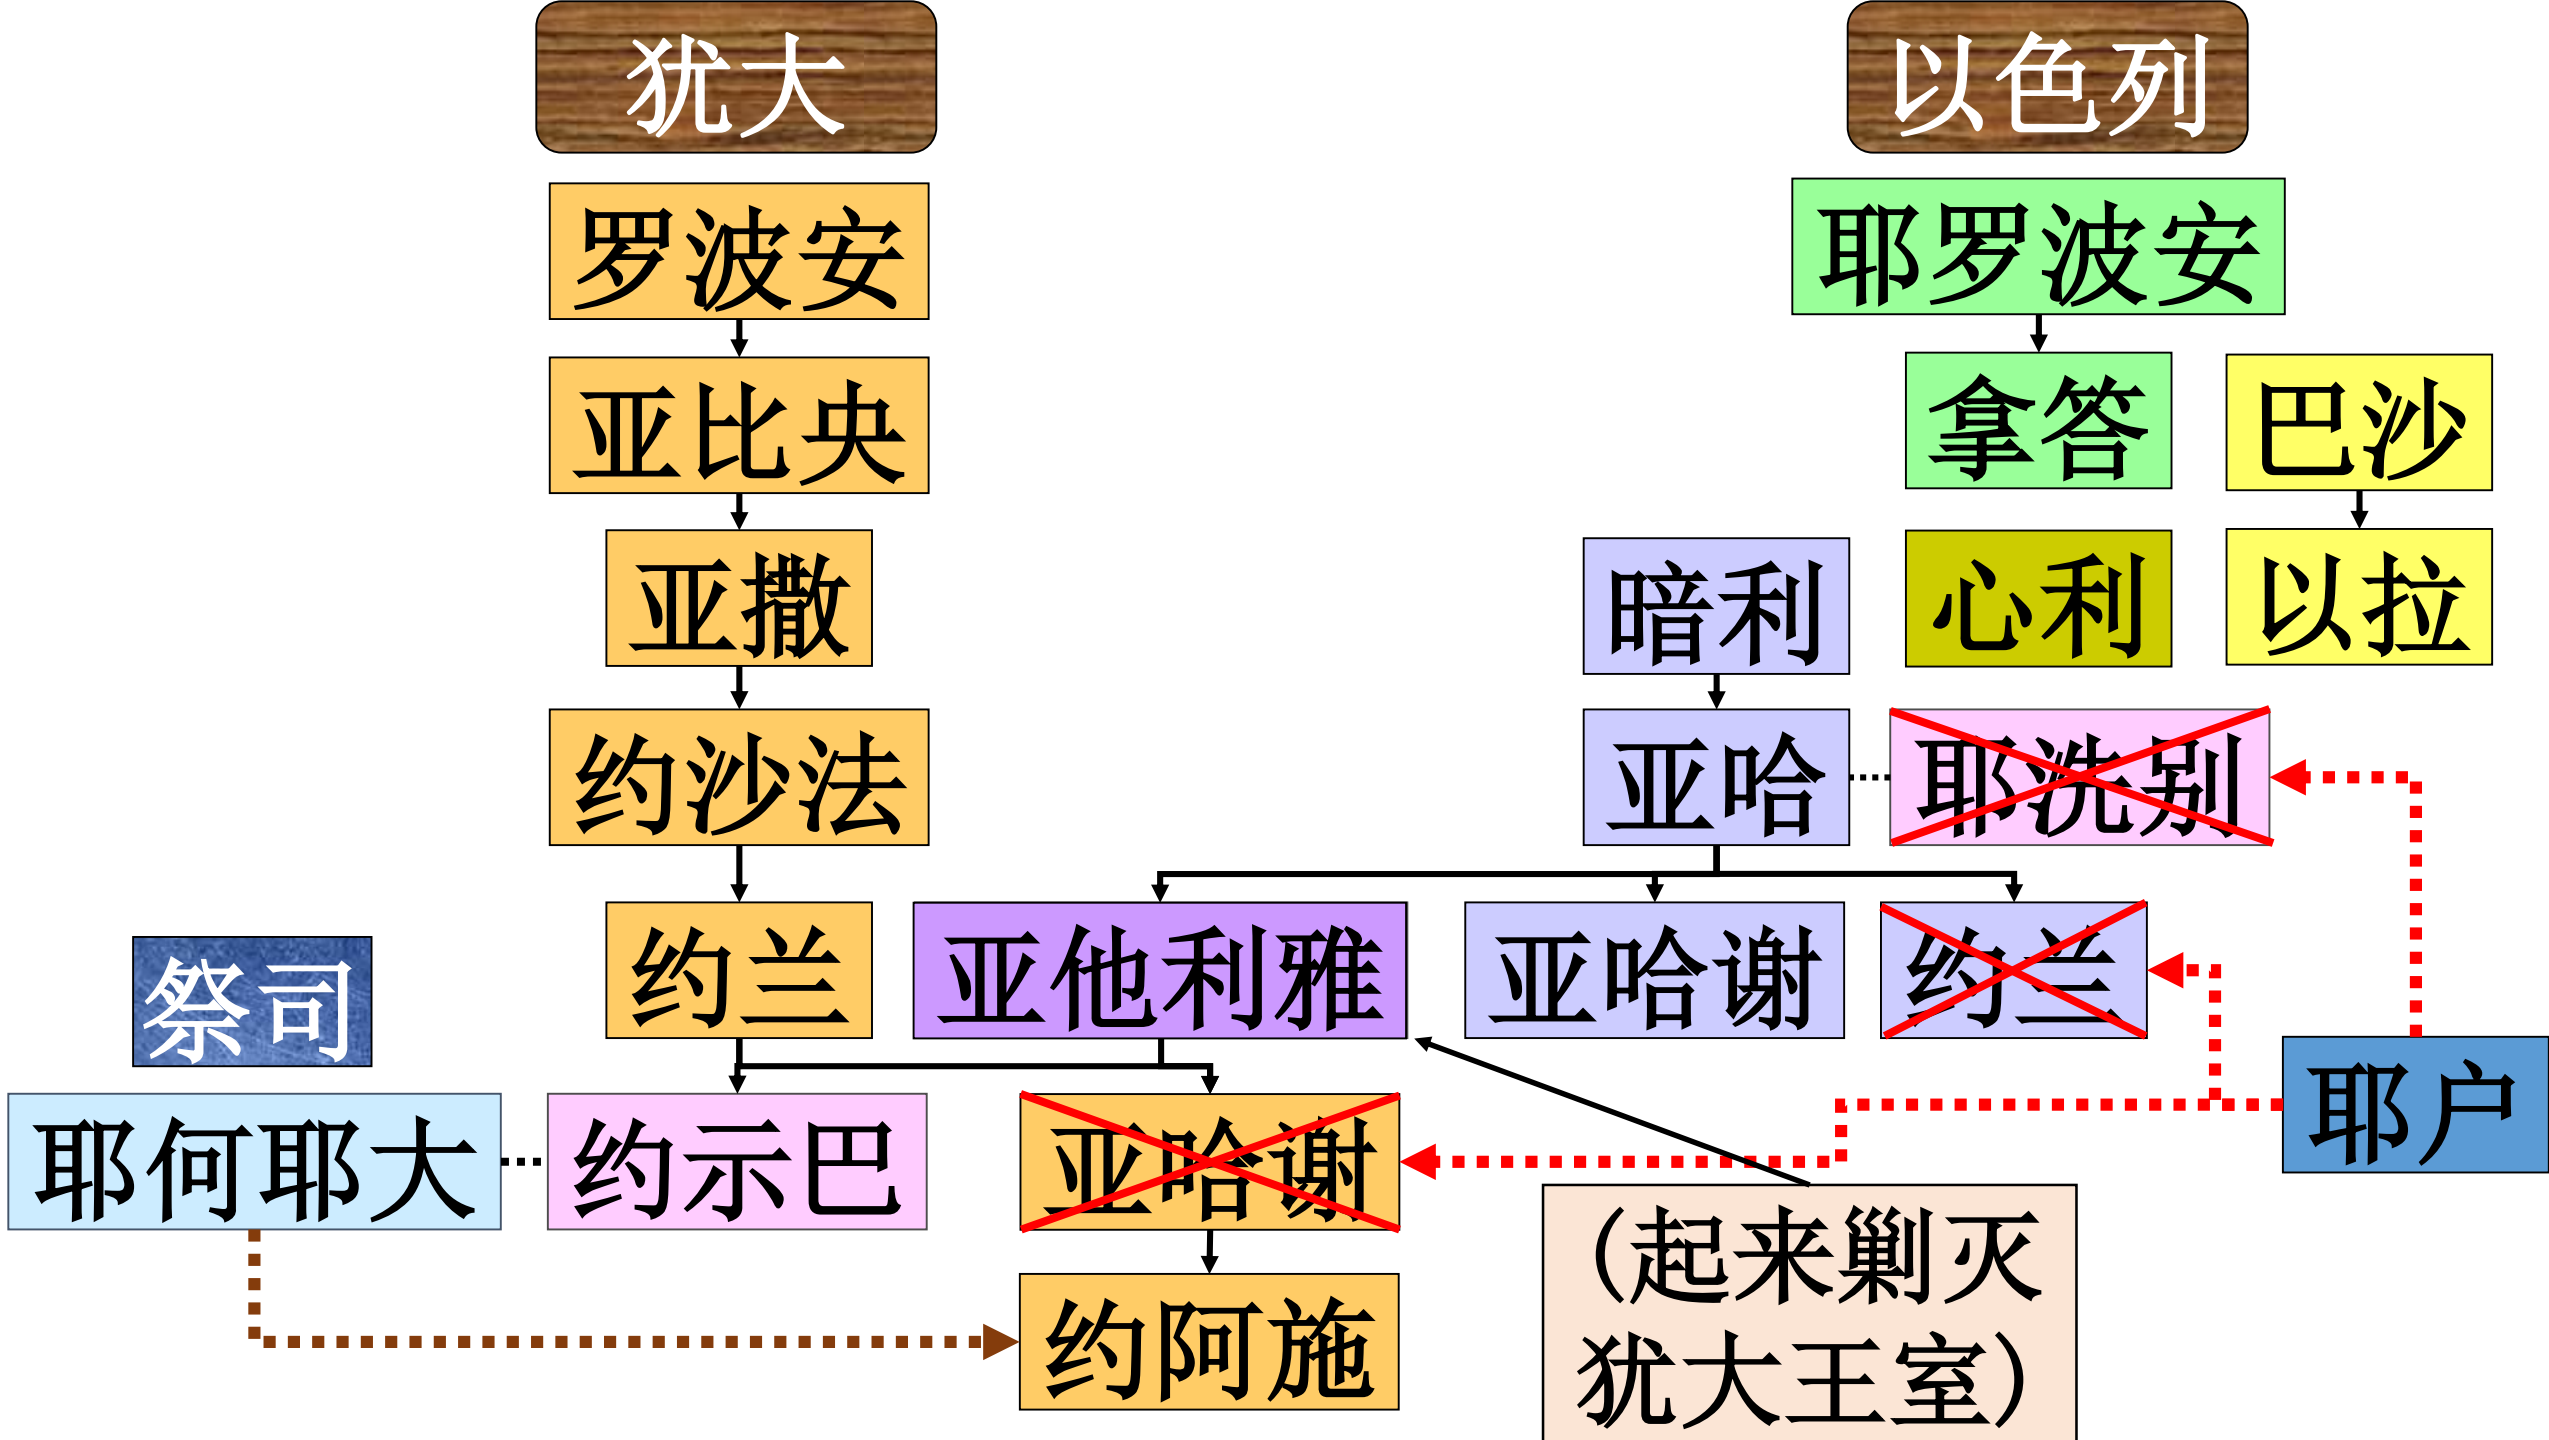 犹大
以色列
罗波安
耶罗波安
亚比央
拿答
巴沙
亚撒
暗利
心利
以拉
约沙法
亚哈
耶洗别
约兰
亚他利雅
亚哈谢
约兰
祭司
耶户
耶何耶大
约示巴
亚哈谢
约阿施
（起来剿灭
犹大王室）